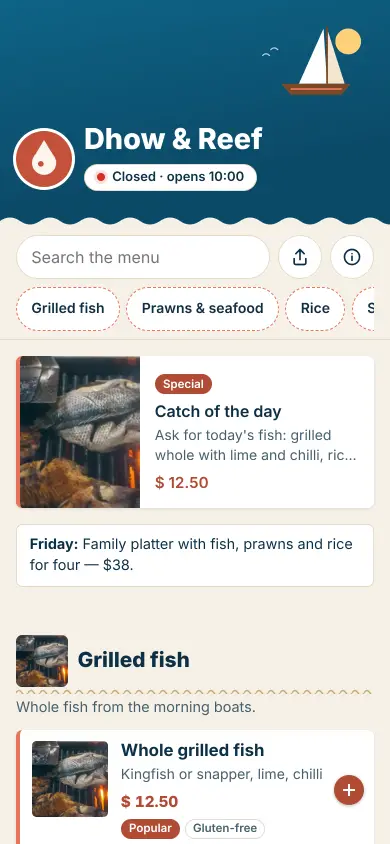 Dhow & Reef
Closed · opens 10:00
Search the menu
Grilled fish
Prawns & seafood
Rice
S
Special
Catch of the day
Ask for today's fish: grilled
whole with lime and chilli, ric...
$ 12.50
Friday: Family platter with fish, prawns and rice
for four — $38.
Grilled fish
Whole fish from the morning boats.
Whole grilled fish
Kingfish or snapper, lime, chilli
$ 12.50
Popular
Gluten-free